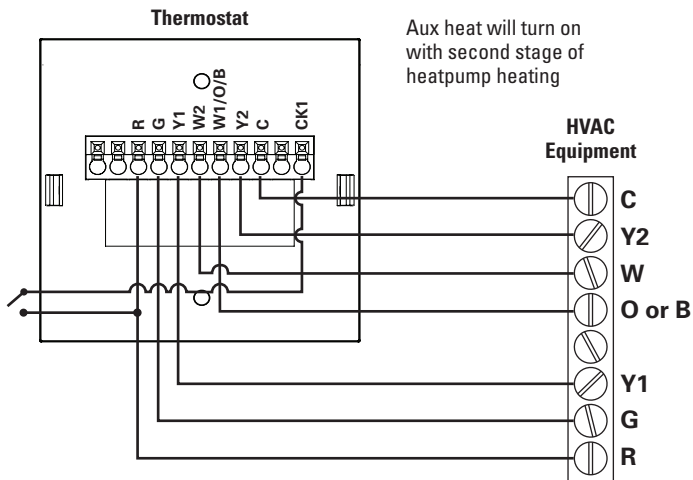 Thermostat
Aux heat will turn on
with second stage of
heatpump heating
R
G
Y1
W2
W1/O/B
Y2
C
CK1
HVAC
Equipment
C
Y2
W
O or B
Y1
G
R